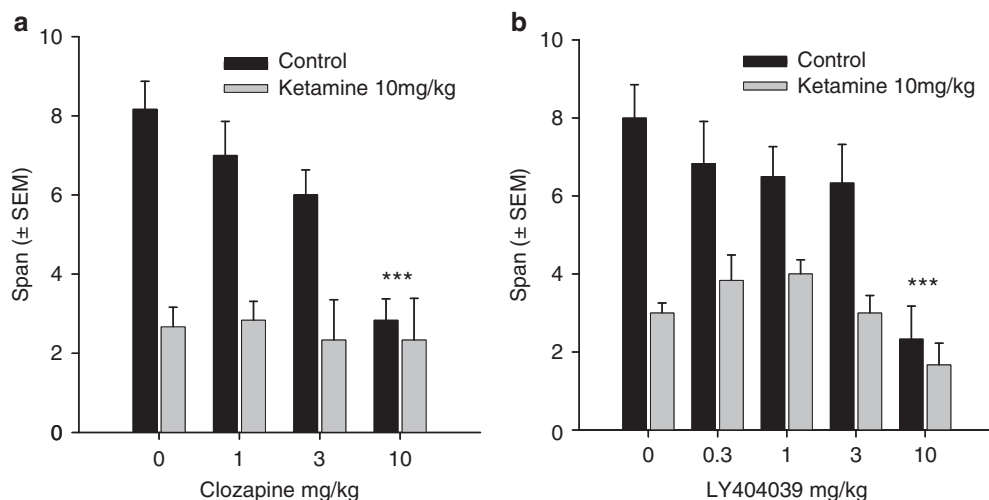 a
10
8
6
4
2
0
Span (± SEM)
Control
Ketamine 10mg/kg
***
0 1 3 10
Clozapine mg/kg
b
10
8
6
4
2
0
Span (± SEM)
Control
Ketamine 10mg/kg
***
0 0.3 1 3 10
LY404039 mg/kg